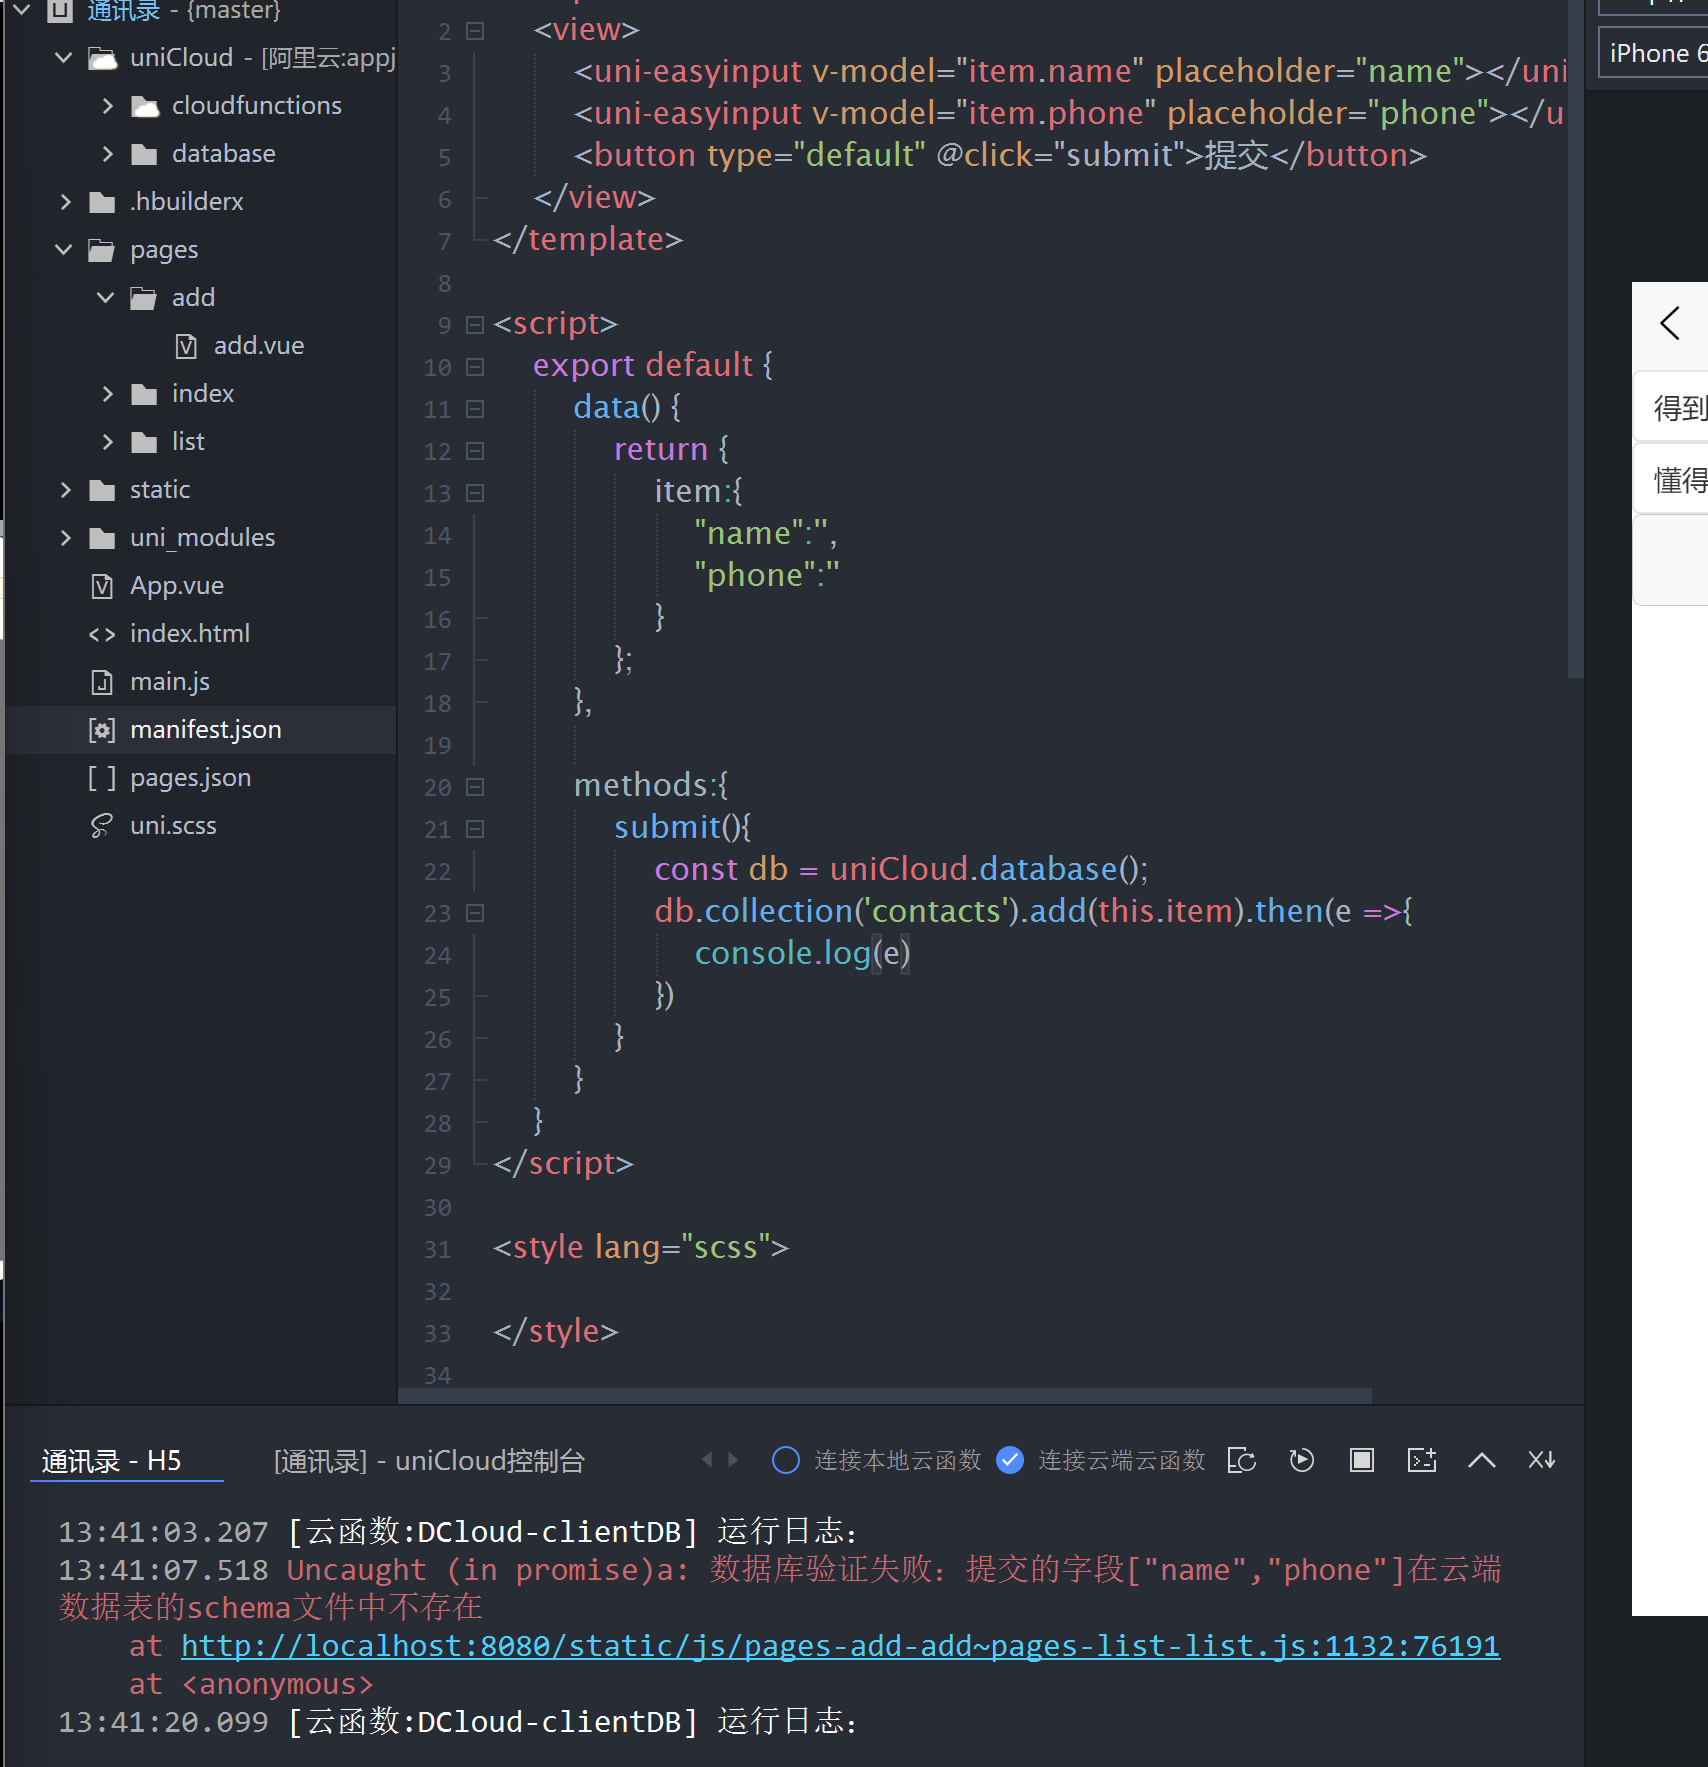 通讯录 - {master}
uniCloud - [阿里云:appj
cloudfunctions
database
.hbuilderx
pages
add
add.vue
index
list
static
uni_modules
App.vue
index.html
main.js
manifest.json
pages.json
uni.scss
2 <view>
3 <uni-easyinput v-model="item.name" placeholder="name"></uni
4 <uni-easyinput v-model="item.phone" placeholder="phone"></u
5 <button type="default" @click="submit">提交</button>
6 </view>
7 </template>
8
9 <script>
10 export default {
11 data() {
12 return {
13 item:{
14 "name":'',
15 "phone":''
16 }
17 };
18 },
19
20 methods:{
21 submit(){
22 const db = uniCloud.database();
23 db.collection('contacts').add(this.item).then(e =>{
24 console.log(e)
25 })
26 }
27 }
28 }
29 </script>
30
31 <style lang="scss">
32
33 </style>
34
iPhone 6
得到
懂得
通讯录 - H5 [通讯录] - uniCloud控制台 连接本地云函数 连接云端云函数
13:41:03.207 [云函数:DCloud-clientDB] 运行日志:
13:41:07.518 Uncaught (in promise)a: 数据库验证失败：提交的字段["name","phone"]在云端
数据表的schema文件中不存在
at http://localhost:8080/static/js/pages-add-add~pages-list-list.js:1132:76191
at <anonymous>
13:41:20.099 [云函数:DCloud-clientDB] 运行日志: